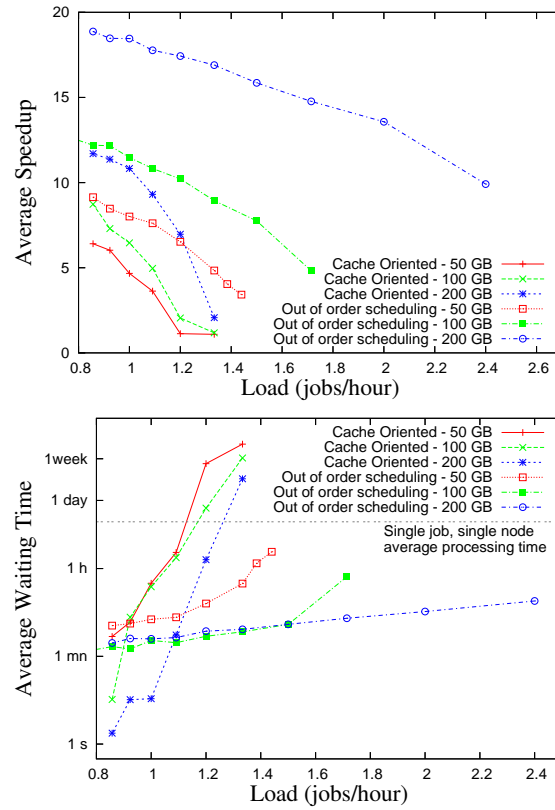 20
15
10
5
0
Average Speedup
Cache Oriented - 50 GB
Cache Oriented - 100 GB
Cache Oriented - 200 GB
Out of order scheduling - 50 GB
Out of order scheduling - 100 GB
Out of order scheduling - 200 GB
0.8 1 1.2 1.4 1.6 1.8 2 2.2 2.4 2.6
Load (jobs/hour)
1week
1 day
1 h
1 mn
1 s
Average Waiting Time
Cache Oriented - 50 GB
Cache Oriented - 100 GB
Cache Oriented - 200 GB
Out of order scheduling - 50 GB
Out of order scheduling - 100 GB
Out of order scheduling - 200 GB
Single job, single node
average processing time
0.8 1 1.2 1.4 1.6 1.8 2 2.2 2.4
Load (jobs/hour)